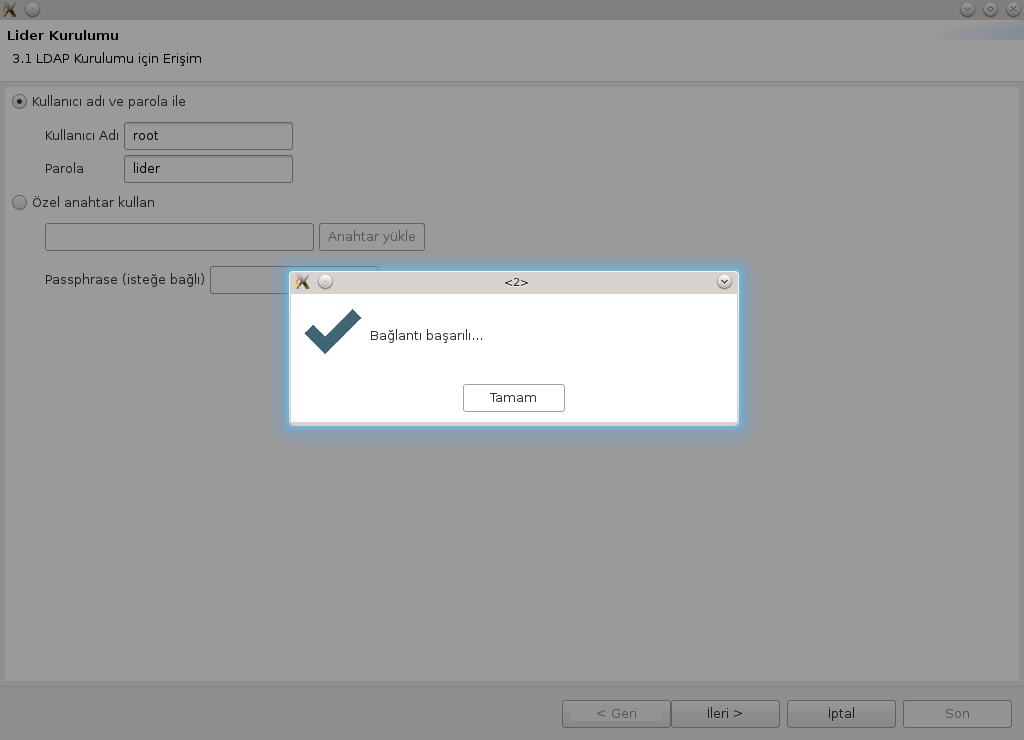 Lider Kurulumu
3.1 LDAP Kurulumu için Erişim
Kullanıcı adı ve parola ile
Kullanıcı Adı root
Parola lider
Özel anahtar kullan
Anahtar yükle
Passphrase (isteğe bağlı)
<2>
Bağlantı başarılı...
Tamam
< Geri İleri > İptal Son